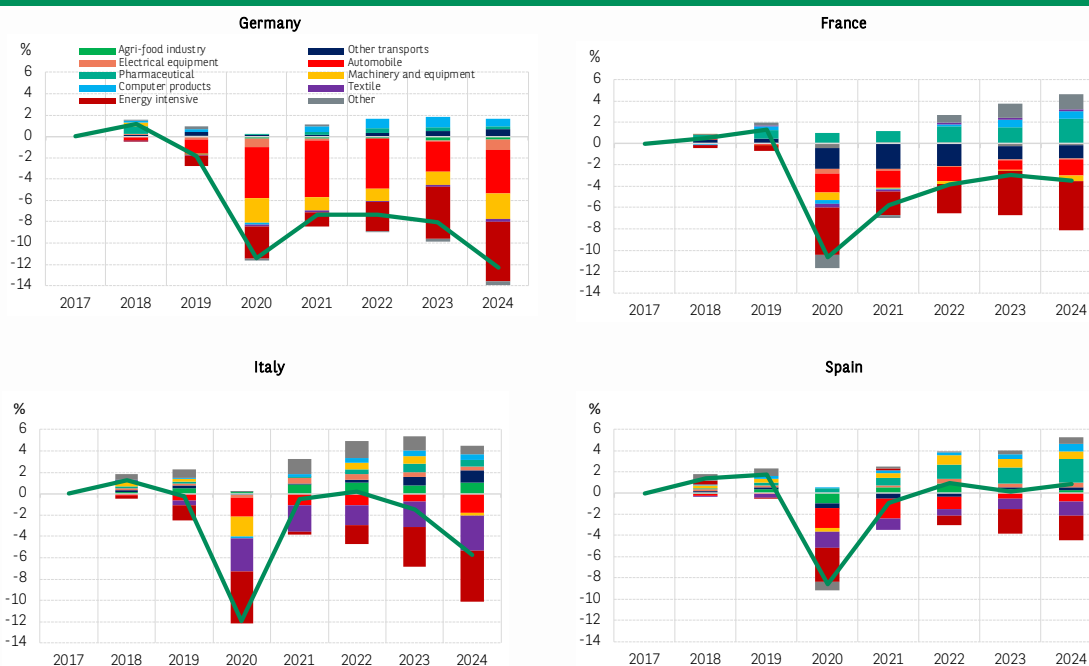 Germany
%
Agri-food industry
Other transports
Electrical equipment
Automobile
Pharmaceutical
Machinery and equipment
Computer products
Textile
Energy intensive
Other
6
4
2
0
-2
-4
-6
-8
-10
-12
-14
2017 2018 2019 2020 2021 2022 2023 2024
France
%
6
4
2
0
-2
-4
-6
-8
-10
-12
-14
2017 2018 2019 2020 2021 2022 2023 2024
Italy
%
6
4
2
0
-2
-4
-6
-8
-10
-12
-14
2017 2018 2019 2020 2021 2022 2023 2024
Spain
%
6
4
2
0
-2
-4
-6
-8
-10
-12
-14
2017 2018 2019 2020 2021 2022 2023 2024